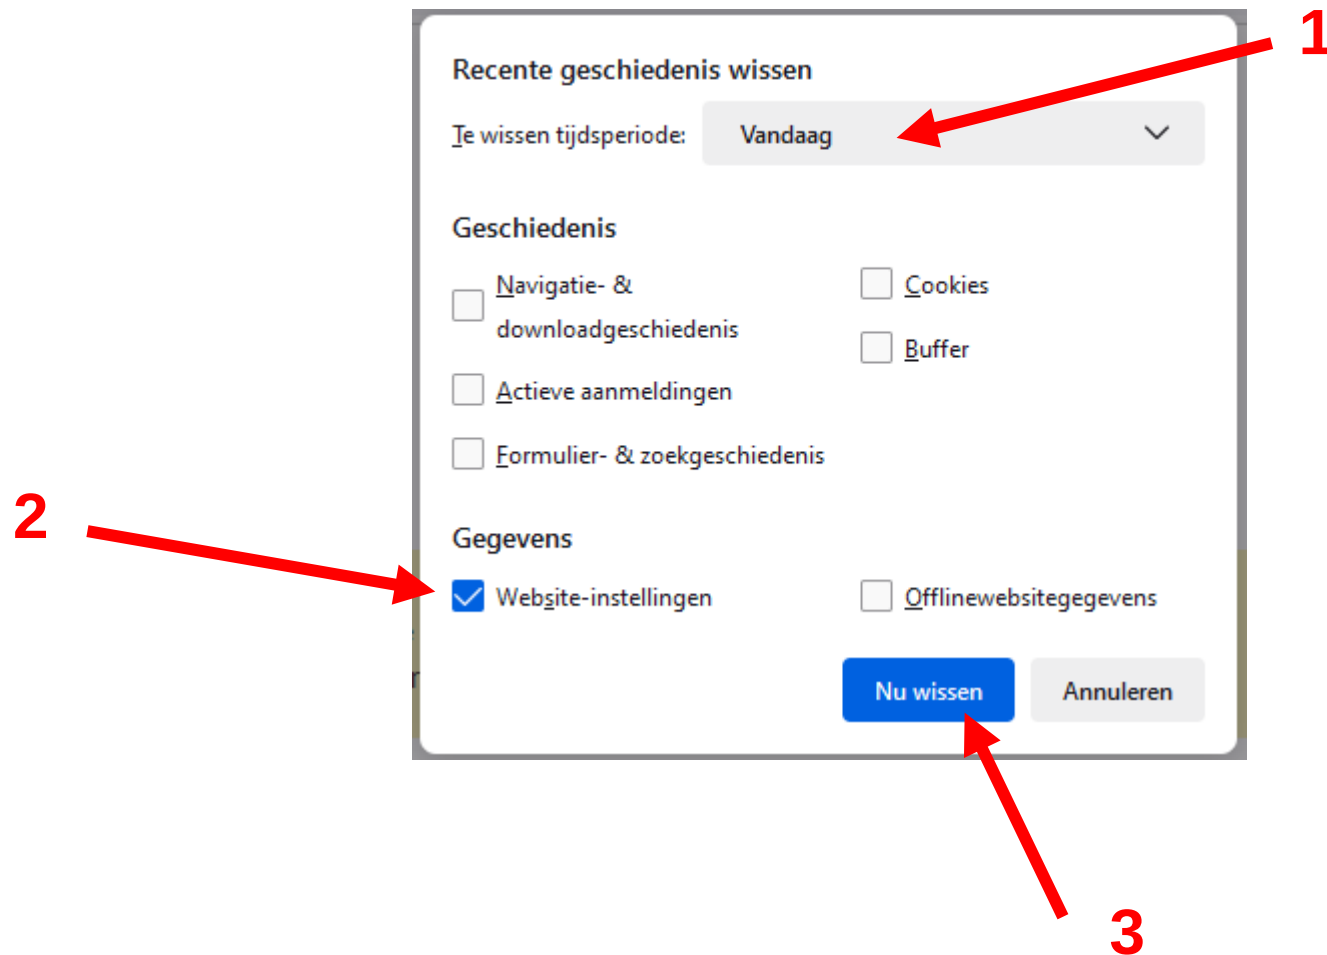 1
Recente geschiedenis wissen
Te wissen tijdsperiode: Vandaag
Geschiedenis
Navigatie- &
downloadgeschiedenis
Cookies
Buffer
Actieve aanmeldingen
Formulier- & zoekgeschiedenis
2
Gegevens
Website-instellingen
Offlinewebsitegegevens
Nu wissen
Annuleren
3